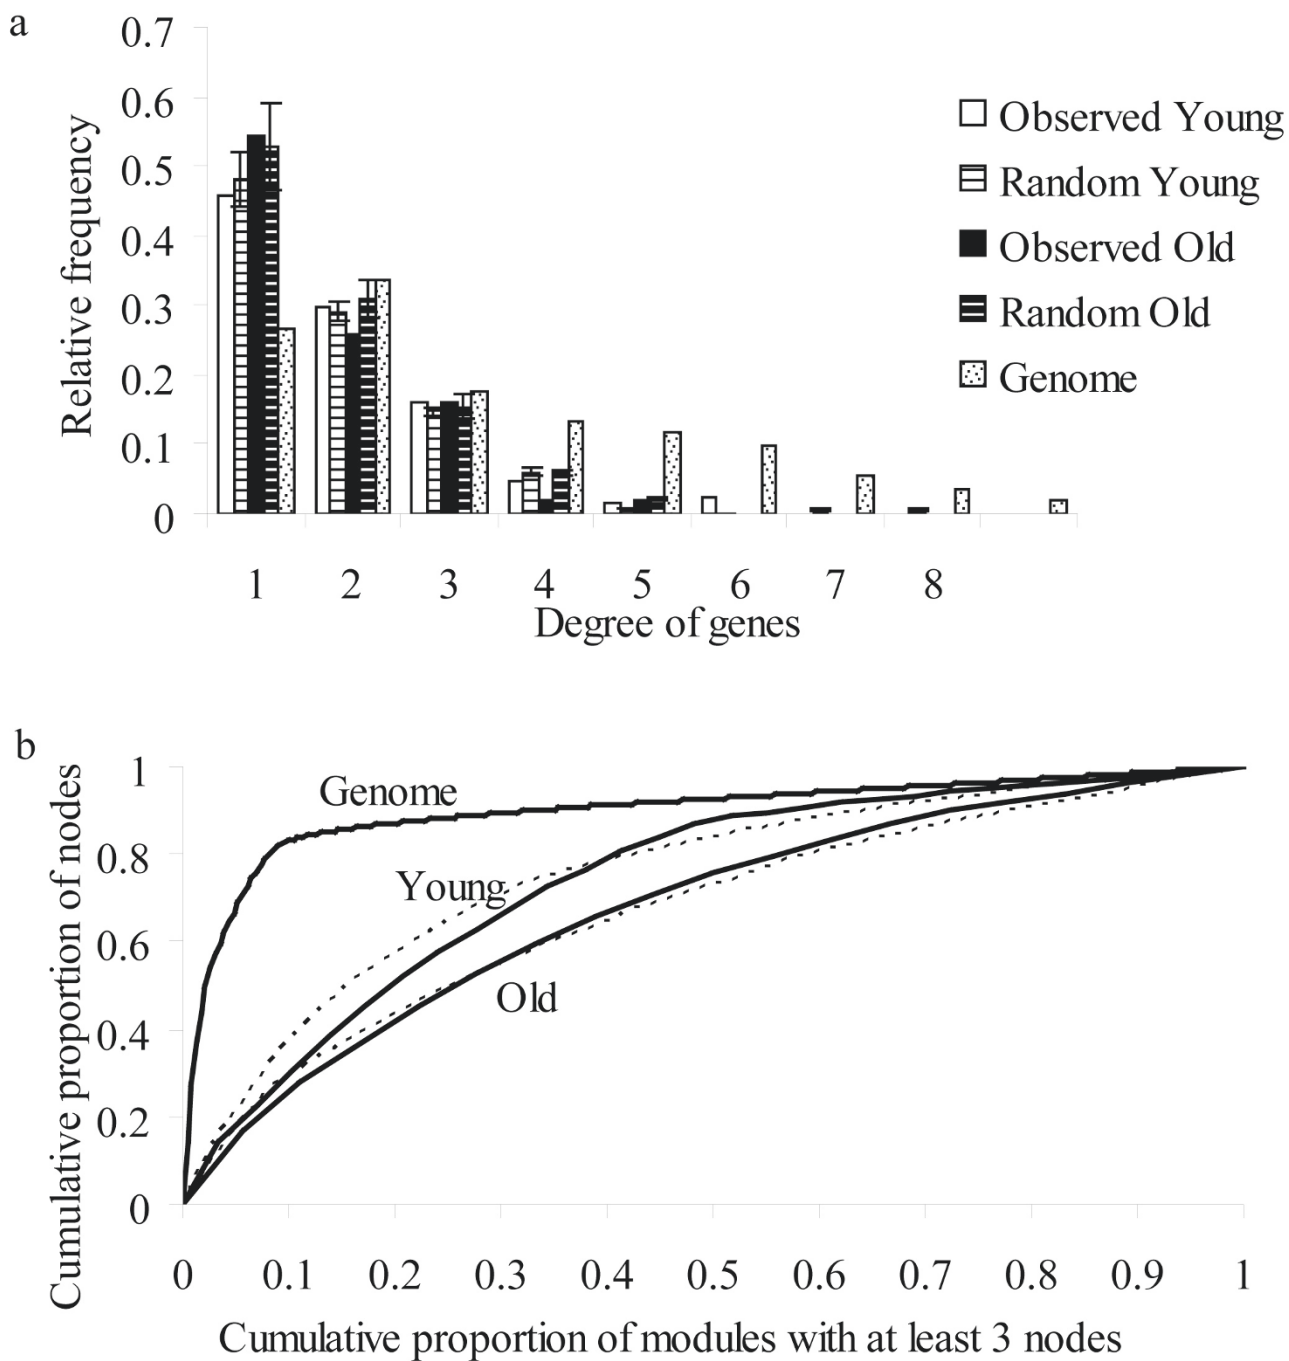 a
0.7
0.6
0.5
0.4
0.3
0.2
0.1
0
Relative frequency
Observed Young
Random Young
Observed Old
Random Old
Genome
1 2 3 4 5 6 7 8
Degree of genes
b
1
0.8
0.6
0.4
0.2
0
Cumulative proportion of nodes
Genome
Young
Old
0 0.1 0.2 0.3 0.4 0.5 0.6 0.7 0.8 0.9 1
Cumulative proportion of modules with at least 3 nodes